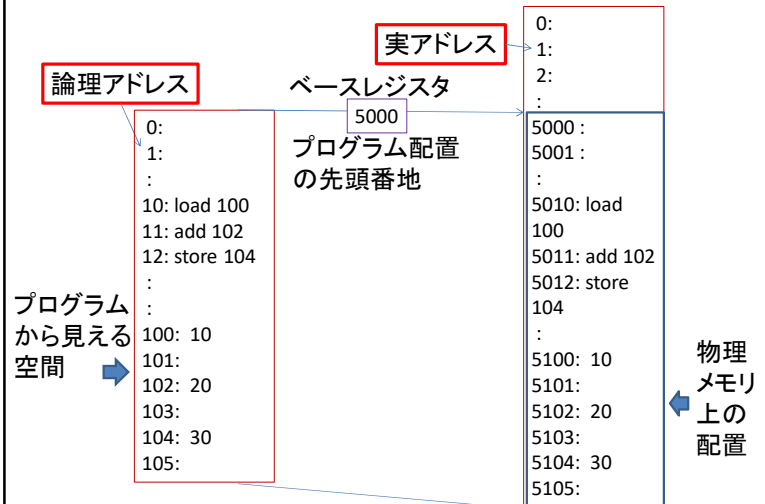 論理アドレス
0:
1:
:
10: load 100
11: add 102
12: store 104
:
:
100: 10
101:
102: 20
103:
104: 30
105:
プログラム
から見える
空間
ベースレジスタ
5000
プログラム配置
の先頭番地
実アドレス
0:
1:
2:
:
5000 :
5001 :
:
5010: load
100
5011: add 102
5012: store
104
:
5100: 10
5101:
5102: 20
5103:
5104: 30
5105:
物理
メモリ
上の
配置